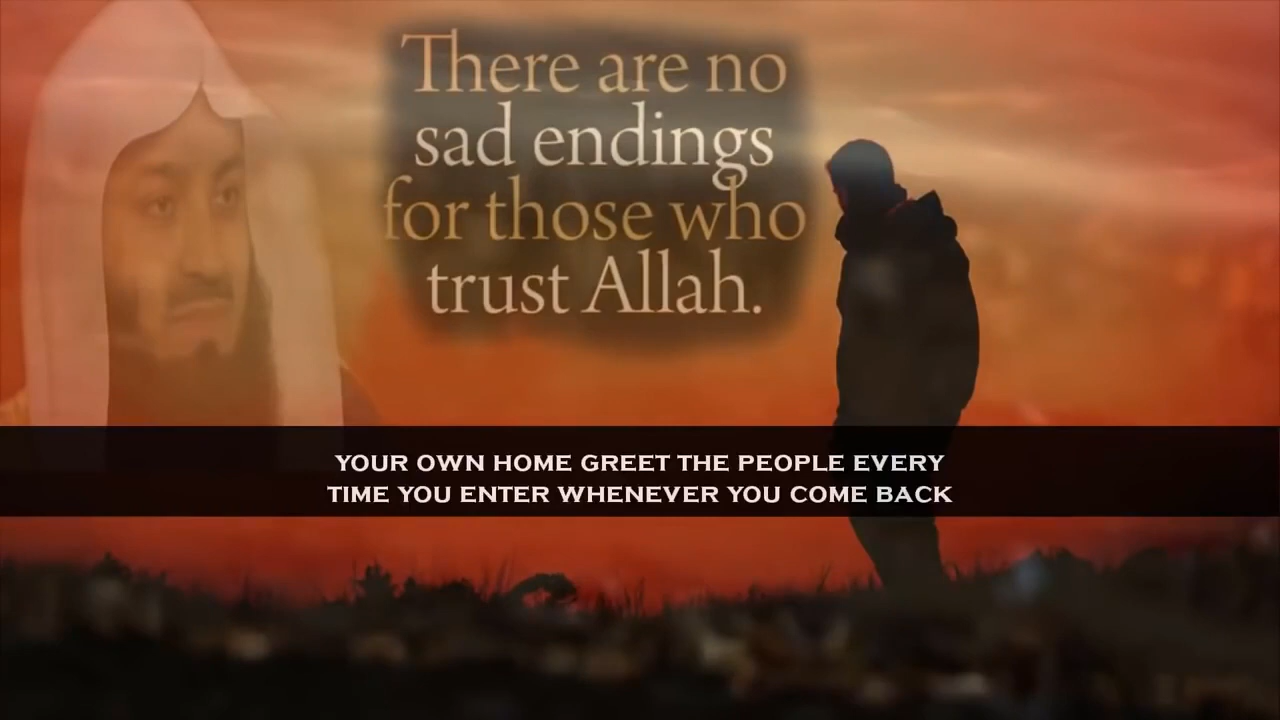 There are no
sad endings
for those who
trust Allah.
YOUR OWN HOME GREET THE PEOPLE EVERY
TIME YOU ENTER WHENEVER YOU COME BACK